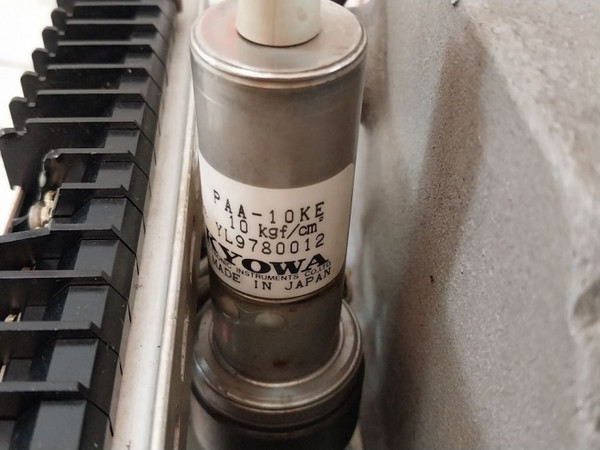 PAA-10KE
10 kgf/cm²
YL9780012
KYOWA
INSTRUMENTS CO.,LTD.
MADE IN JAPAN